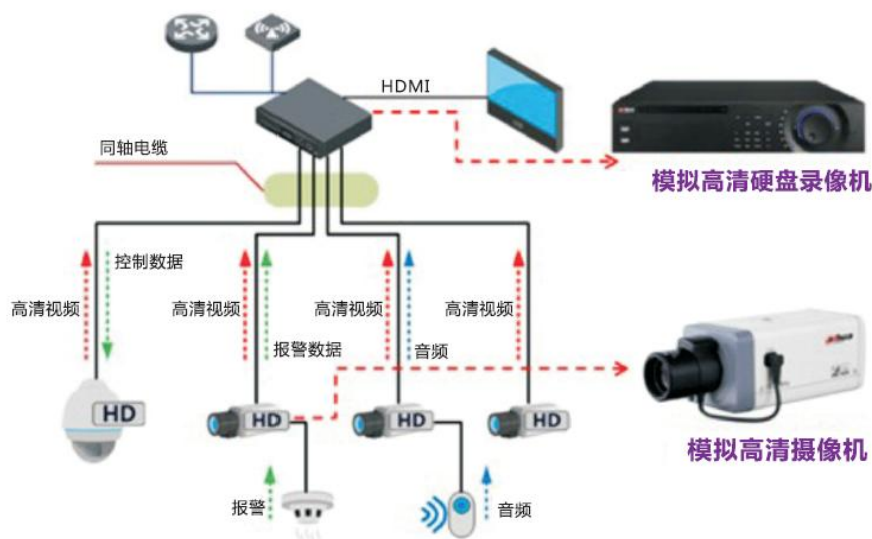 HDMI
同轴电缆
模拟高清硬盘录像机
控制数据
高清视频
高清视频
高清视频
高清视频
报警数据
音频
HD
HD
HD
HD
模拟高清摄像机
报警
音频